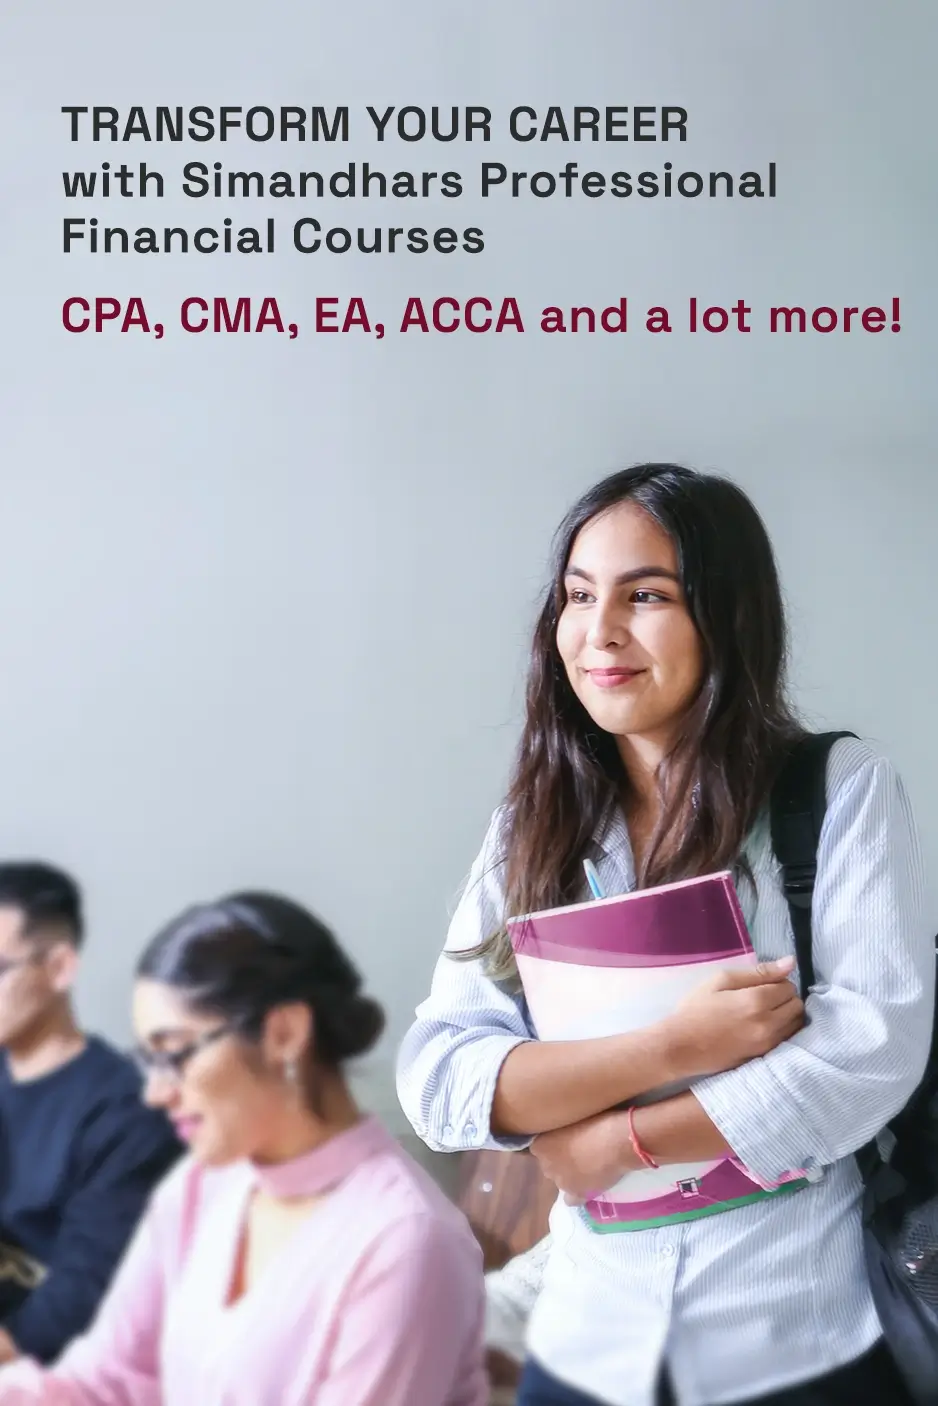 TRANSFORM YOUR CAREER
with Simandhars Professional
Financial Courses
CPA, CMA, EA, ACCA and a lot more!